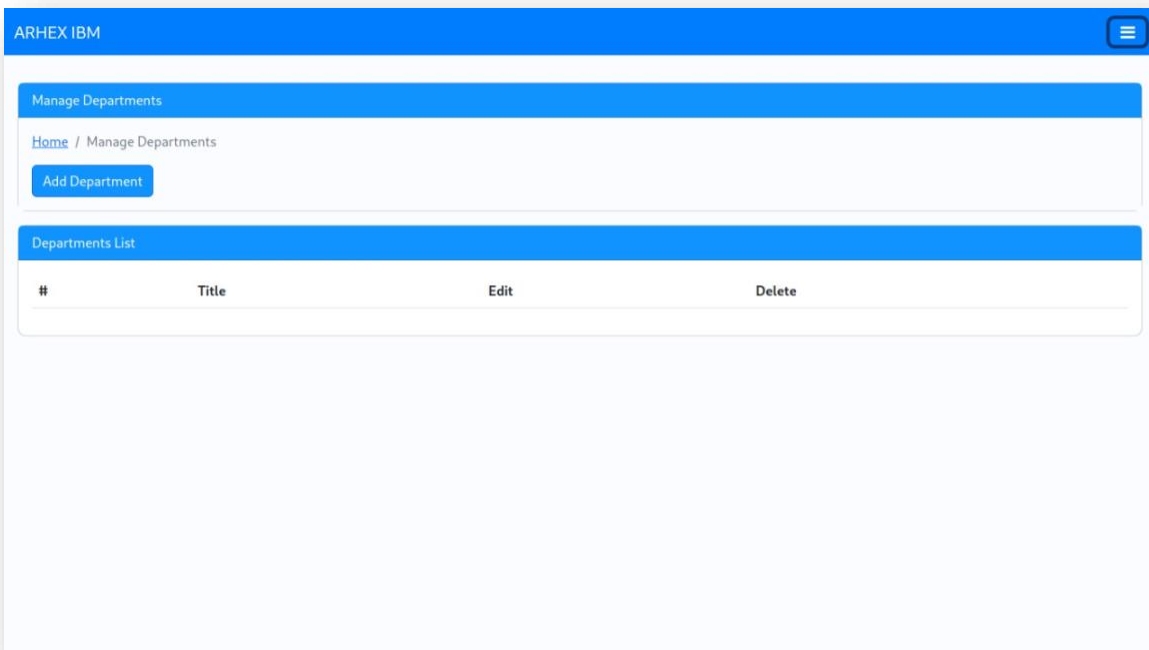 ARHEX IBM
Manage Departments
Home / Manage Departments
Add Department
Departments List
# Title Edit Delete